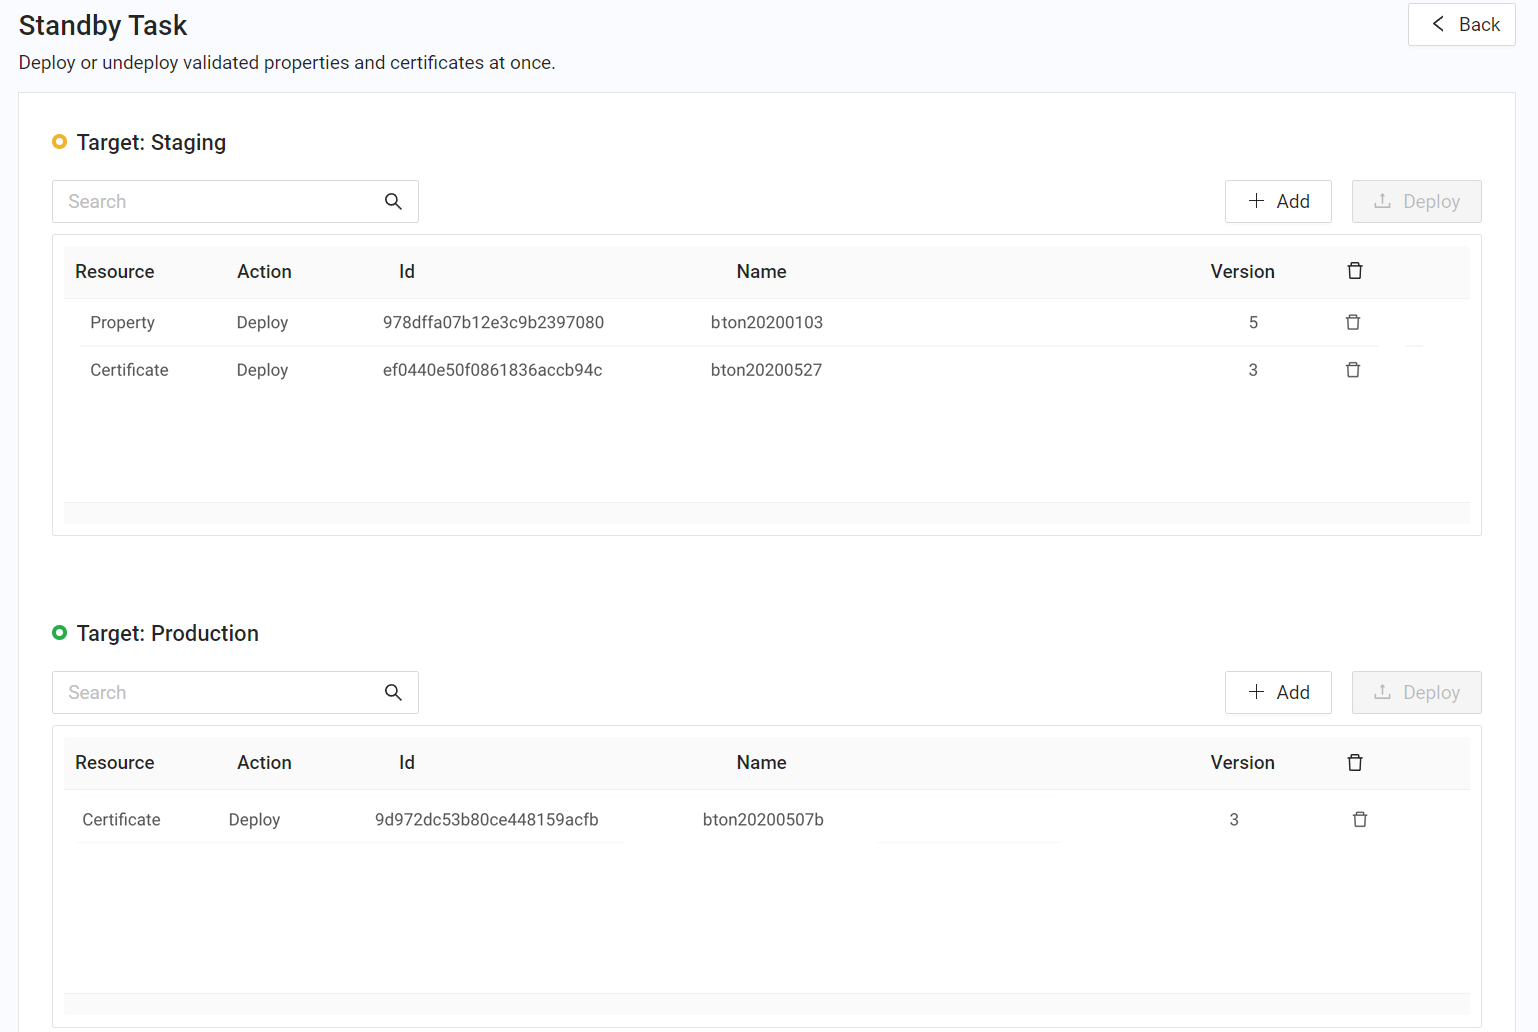 Standby Task
Back
Deploy or undeploy validated properties and certificates at once.
Target: Staging
Search
Add
Deploy
Resource Action Id Name Version
Property Deploy 978dffa07b12e3c9b2397080 bton20200103 5
Certificate Deploy ef0440e50f0861836accb94c bton20200527 3
Target: Production
Search
Add
Deploy
Resource Action Id Name Version
Certificate Deploy 9d972dc53b80ce448159acfb bton20200507b 3